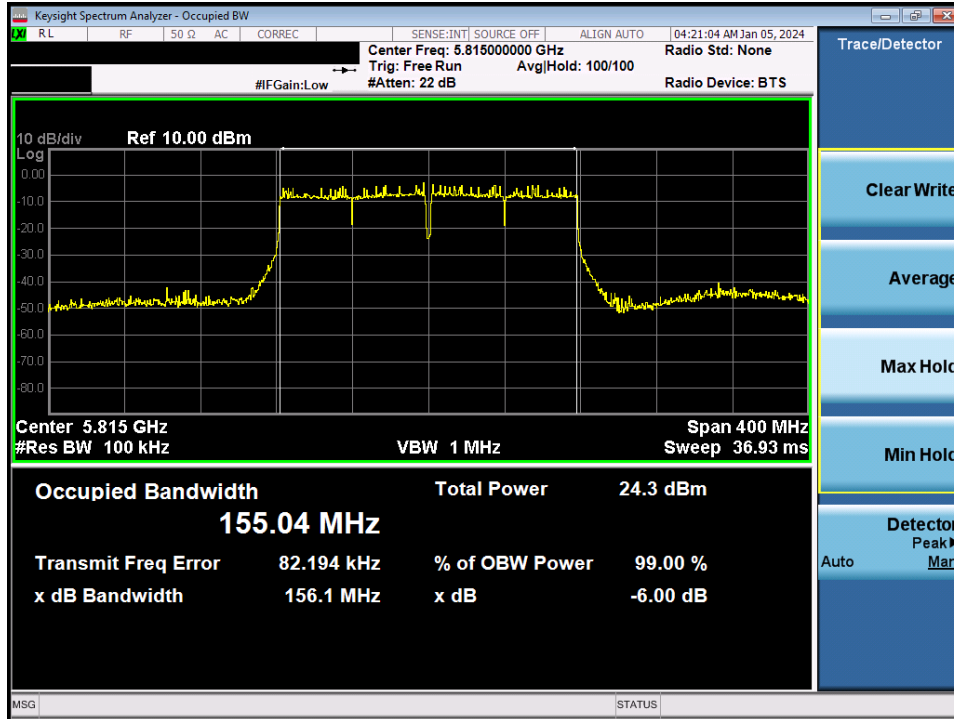 Keysight Spectrum Analyzer - Occupied BW
LXI RL RF 50 Ω AC CORREC SENSE:INT SOURCE OFF ALIGN AUTO 04:21:04 AM Jan 05, 2024
Center Freq: 5.815000000 GHz Radio Std: None
Trig: Free Run Avg|Hold: 100/100
#IFGain:Low #Atten: 22 dB Radio Device: BTS
10 dB/div Ref 10.00 dBm
Log
0.00
-10.0
-20.0
-30.0
-40.0
-50.0
-60.0
-70.0
-80.0
Center 5.815 GHz Span 400 MHz
#Res BW 100 kHz VBW 1 MHz Sweep 36.93 ms
Occupied Bandwidth Total Power 24.3 dBm
155.04 MHz
Transmit Freq Error 82.194 kHz % of OBW Power 99.00 %
x dB Bandwidth 156.1 MHz x dB -6.00 dB
MSG STATUS
Trace/Detector
Clear Write
Average
Max Hold
Min Hold
Detector
Peak▶
Auto Man